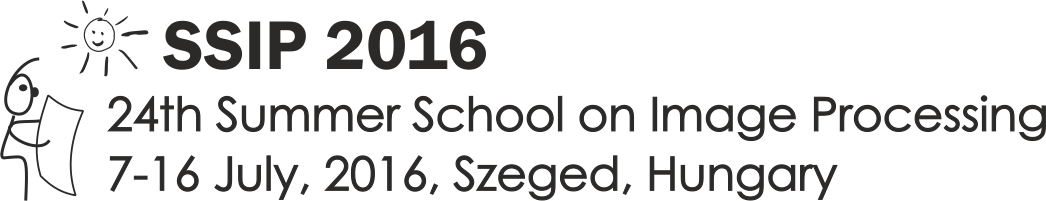 SSIP 2016
24th Summer School on Image Processing
7-16 July, 2016, Szeged, Hungary